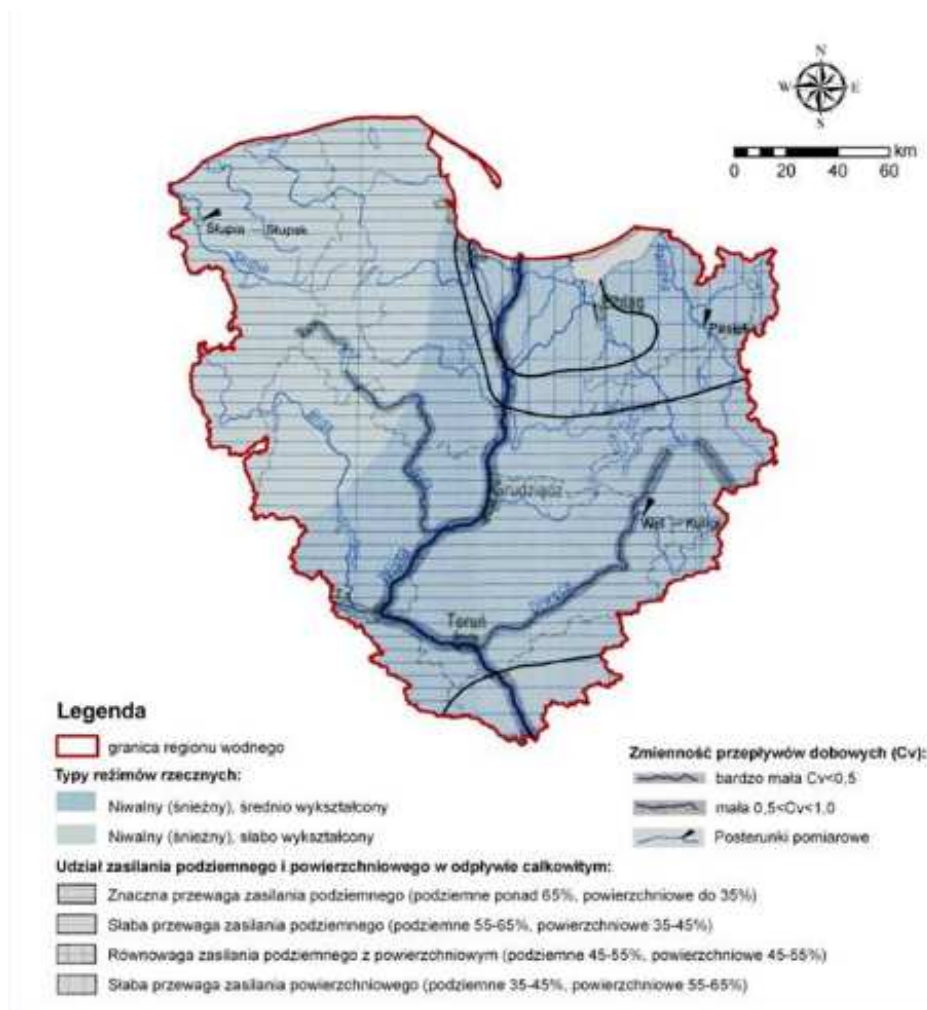 N
W E
S
km
0 20 40 60
Słupia — Słupsk
Elbląg
Pasłęka
Grudziądz
Wel — Kuligi
Wisła
Drwęca
Toruń
Legenda
granica regionu wodnego
Typy reżimów rzecznych:
Niwalny (śnieżny), średnio wykształcony
Niwalny (śnieżny), słabo wykształcony
Udział zasilania podziemnego i powierzchniowego w odpływie całkowitym:
Znaczna przewaga zasilania podziemnego (podziemne ponad 65%, powierzchniowe do 35%)
Słaba przewaga zasilania podziemnego (podziemne 55-65%, powierzchniowe 35-45%)
Równowaga zasilania podziemnego z powierzchniowym (podziemne 45-55%, powierzchniowe 45-55%)
Słaba przewaga zasilania powierzchniowego (podziemne 35-45%, powierzchniowe 55-65%)
Zmienność przepływów dobowych (Cv):
bardzo mała Cv<0,5
mała 0,5<Cv<1,0
Posterunki pomiarowe